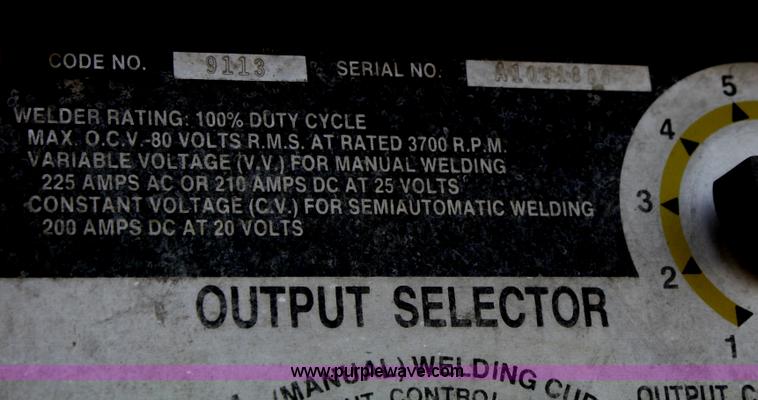 CODE NO. 9113 SERIAL NO.
WELDER RATING: 100% DUTY CYCLE
MAX. O.C.V.-80 VOLTS R.M.S. AT RATED 3700 R.P.M.
VARIABLE VOLTAGE (V.V.) FOR MANUAL WELDING
225 AMPS AC OR 210 AMPS DC AT 25 VOLTS
CONSTANT VOLTAGE (C.V.) FOR SEMIAUTOMATIC WELDING
200 AMPS DC AT 20 VOLTS
5
4
3
2
1
OUTPUT SELECTOR
(MANUAL) WELDING
www.purplewave.com
CONTROL
OUTPUT